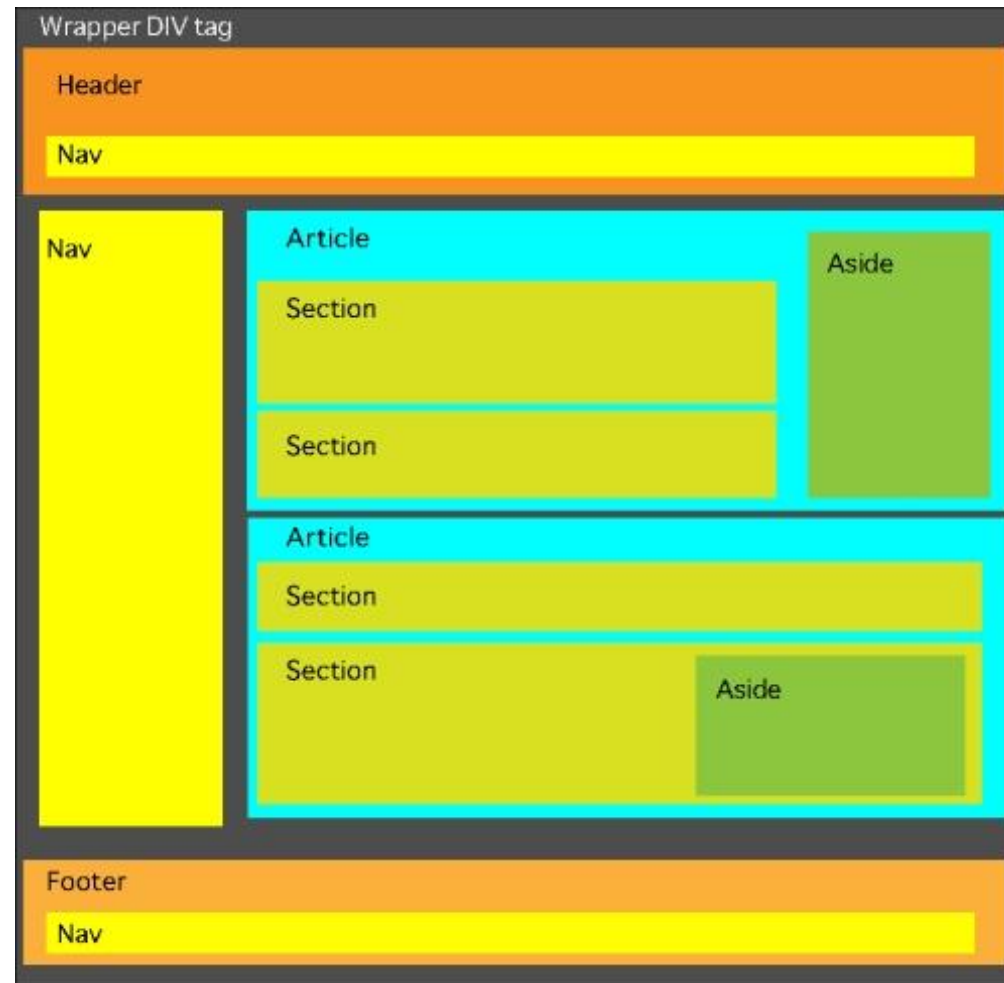 Wrapper DIV tag
Header
Nav
Nav
Article
Aside
Section
Section
Article
Section
Section
Aside
Footer
Nav